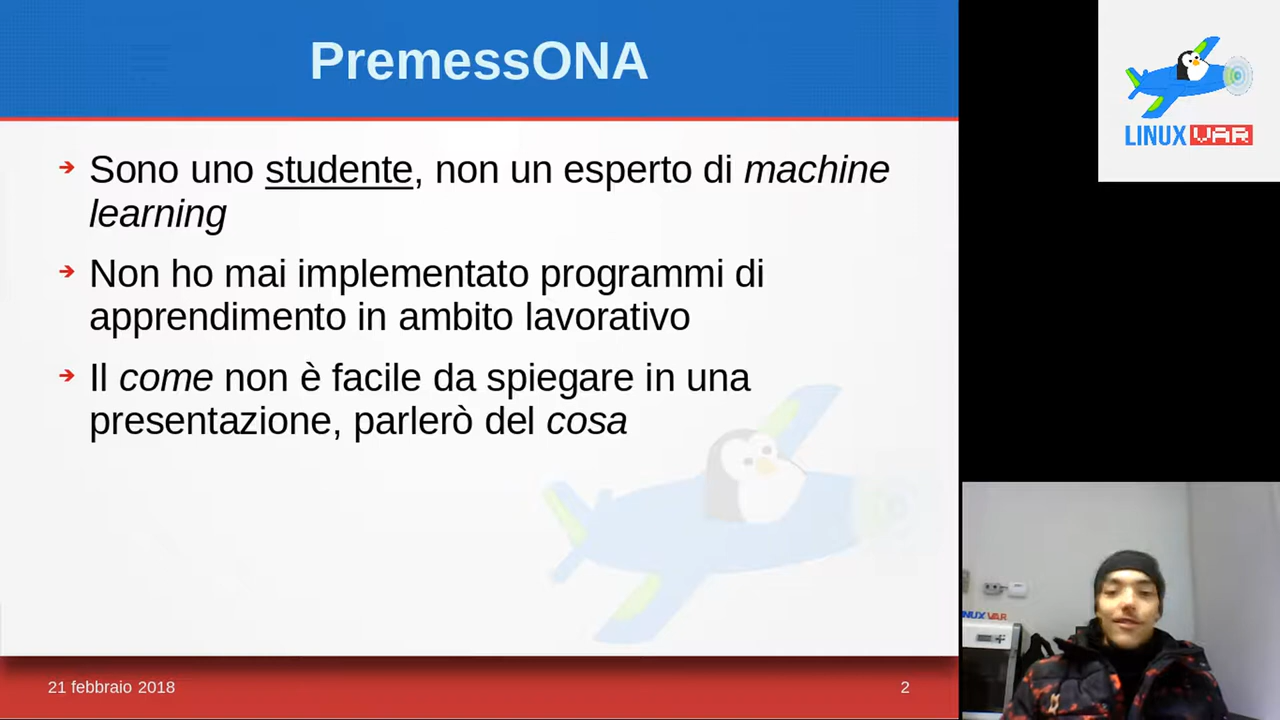 PremessONA
Sono uno studente, non un esperto di machine
learning
Non ho mai implementato programmi di
apprendimento in ambito lavorativo
Il come non è facile da spiegare in una
presentazione, parlerò del cosa
21 febbraio 2018
2
LINUX VAR
NUX VAR